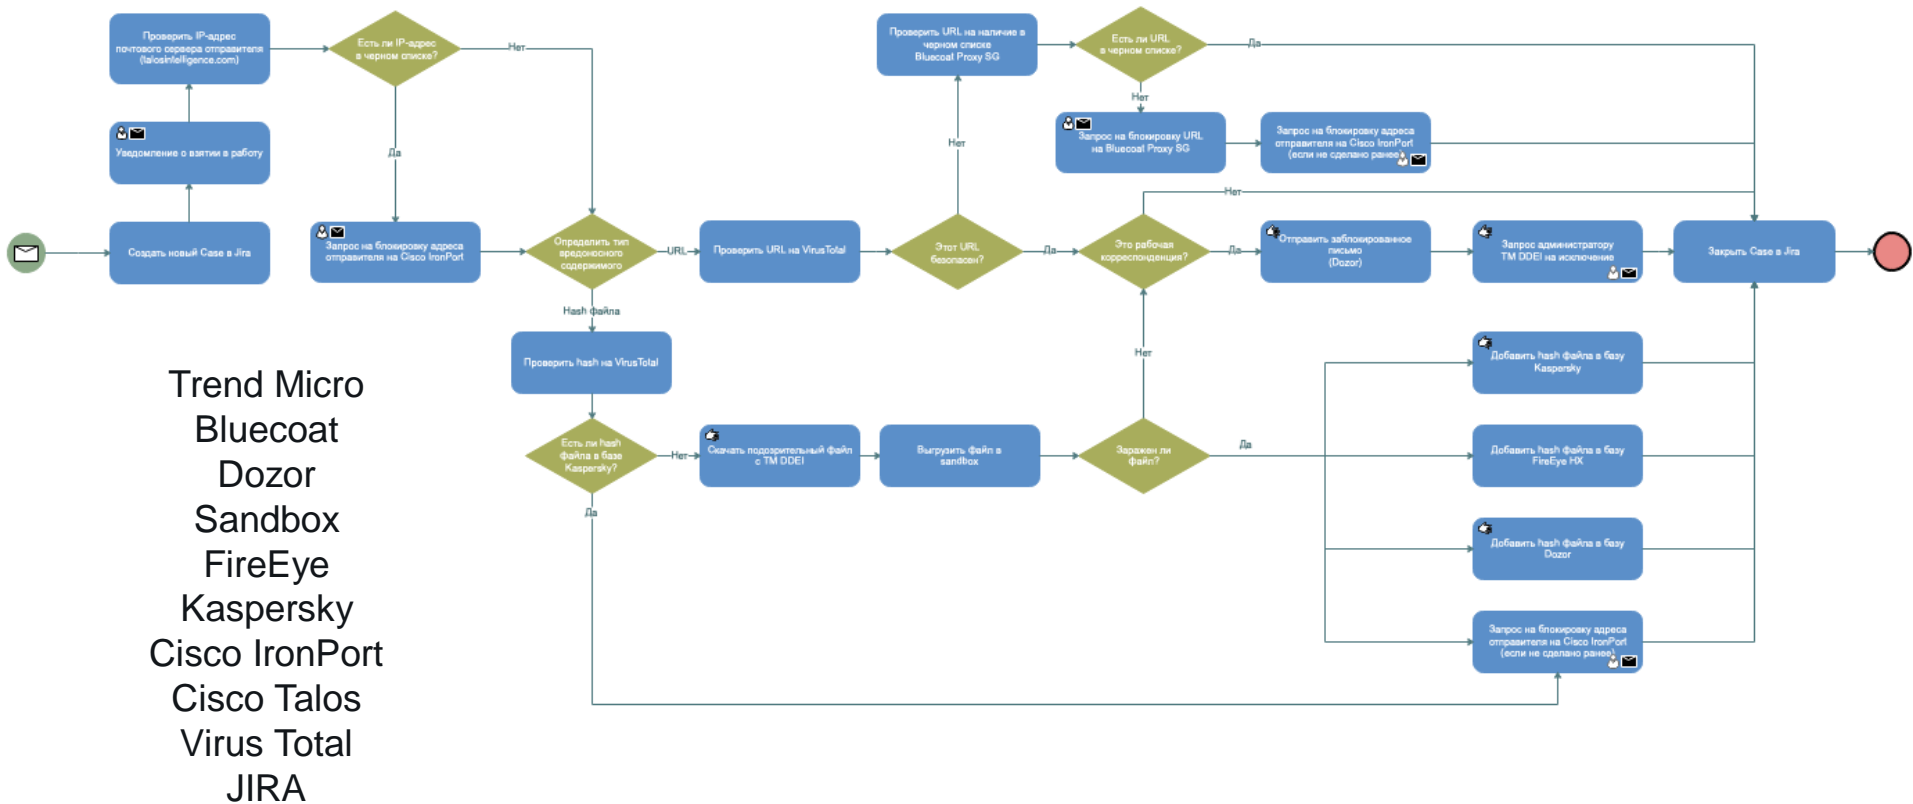 Проверить IP-адрес
почтового сервера отправителя
(talosintelligence.com)
Есть ли IP-адрес
в черном списке?
Нет
Проверить URL на наличие в
черном списке
Bluecoat Proxy SG
Есть ли URL
в черном списке?
Да
Нет
Уведомление о взятии в работу
Да
Нет
Запрос на блокировку URL
на Bluecoat Proxy SG
Запрос на блокировку адреса
отправителя на Cisco IronPort
(если не сделано ранее)
Нет
Создать новый Case в Jira
Запрос на блокировку адреса
отправителя на Cisco IronPort
Определить тип
вредоносного
содержимого
URL
Проверить URL на VirusTotal
Этот URL
безопасен?
Да
Это рабочая
корреспонденция?
Да
Отправить заблокированное
письмо
(Dozor)
Запрос администратору
TM DDEI на исключение
Закрыть Case в Jira
Hash файла
Проверить hash на VirusTotal
Нет
Добавить hash файла в базу
Kaspersky
Есть ли hash
файла в базе
Kaspersky?
Нет
Скачать подозрительный файл
с TM DDEI
Выгрузить файл в
sandbox
Заражен ли
файл?
Да
Добавить hash файла в базу
FireEye HX
Да
Добавить hash файла в базу
Dozor
Запрос на блокировку адреса
отправителя на Cisco IronPort
(если не сделано ранее)
Trend Micro
Bluecoat
Dozor
Sandbox
FireEye
Kaspersky
Cisco IronPort
Cisco Talos
Virus Total
JIRA